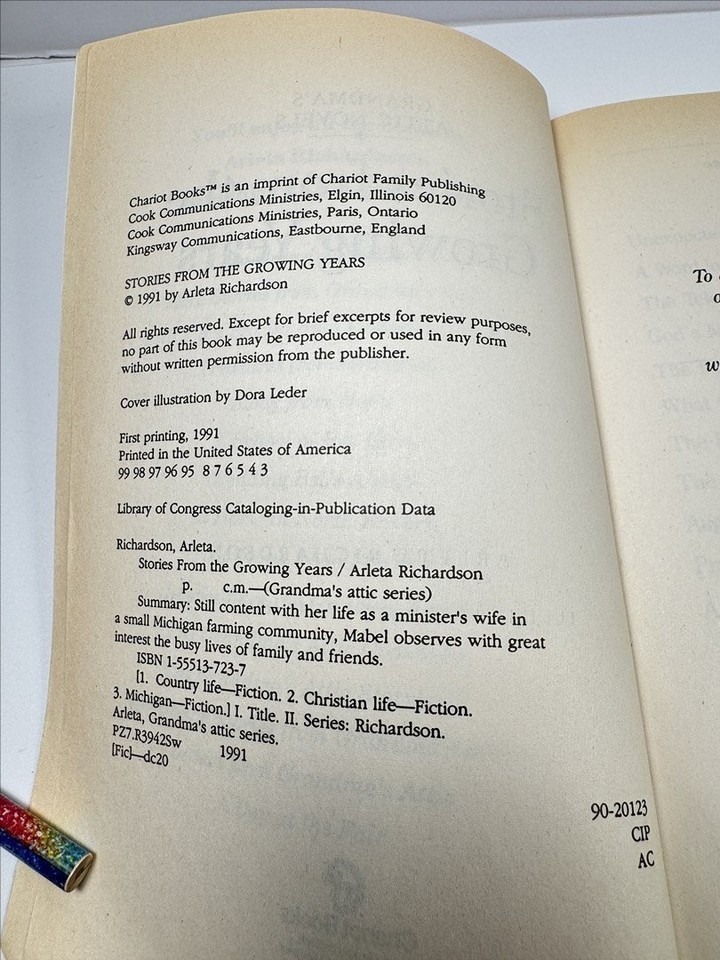 Chariot Books™ is an imprint of Chariot Family Publishing
Cook Communications Ministries, Elgin, Illinois 60120
Cook Communications Ministries, Paris, Ontario
Kingsway Communications, Eastbourne, England
STORIES FROM THE GROWING YEARS
© 1991 by Arleta Richardson
All rights reserved. Except for brief excerpts for review purposes,
no part of this book may be reproduced or used in any form
without written permission from the publisher.
Cover illustration by Dora Leder
First printing, 1991
Printed in the United States of America
99 98 97 96 95 8 7 6 5 4 3
Library of Congress Cataloging-in-Publication Data
Richardson, Arleta.
Stories From the Growing Years / Arleta Richardson
p. c.m.—(Grandma's attic series)
Summary: Still content with her life as a minister's wife in
a small Michigan farming community, Mabel observes with great
interest the busy lives of family and friends.
ISBN 1-55513-723-7
[1. Country life—Fiction. 2. Christian life—Fiction.
3. Michigan—Fiction.] I. Title. II. Series: Richardson.
Arleta, Grandma's attic series.
PZ7.R3942Sw 1991
[Fic]—dc20
90-20123
CIP
AC
To